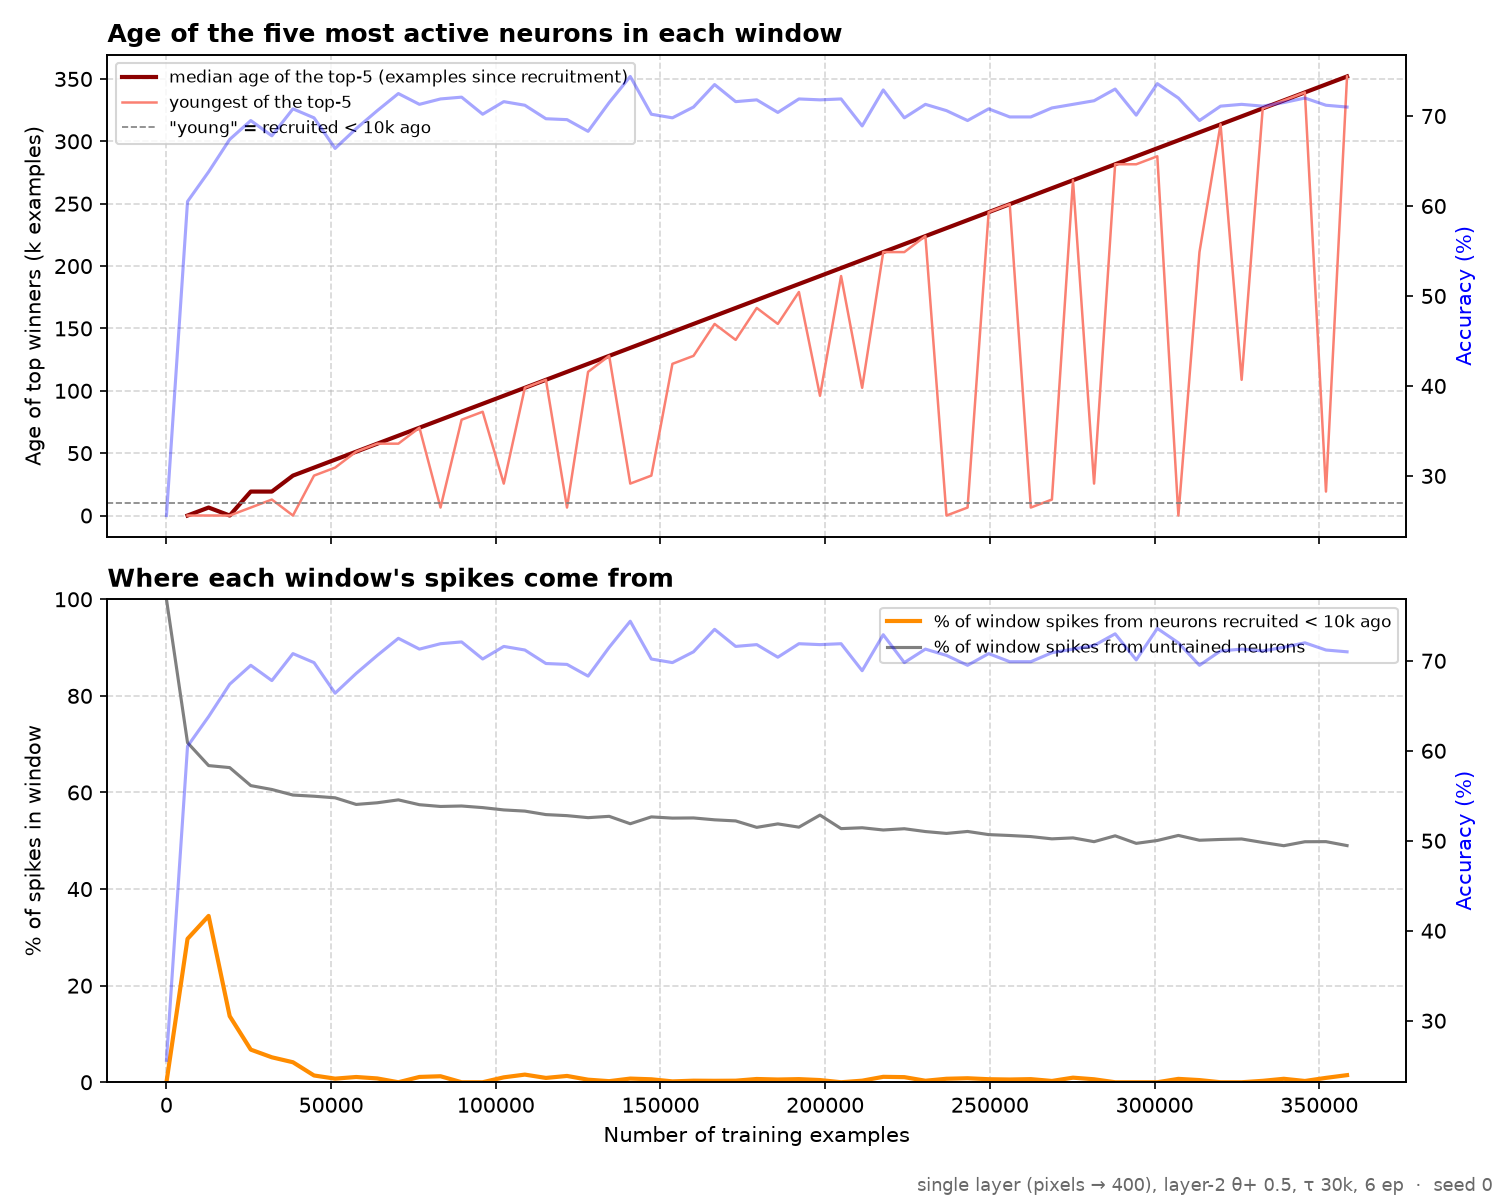 Age of the five most active neurons in each window
median age of the top-5 (examples since recruitment)
youngest of the top-5
"young" = recruited < 10k ago
350
300
250
200
150
100
50
0
Age of top winners (k examples)
70
60
50
40
30
Accuracy (%)
Where each window's spikes come from
% of window spikes from neurons recruited < 10k ago
% of window spikes from untrained neurons
100
80
60
40
20
0
% of spikes in window
70
60
50
40
30
Accuracy (%)
0 50000 100000 150000 200000 250000 300000 350000
Number of training examples
single layer (pixels → 400), layer-2 θ+ 0.5, τ 30k, 6 ep · seed 0